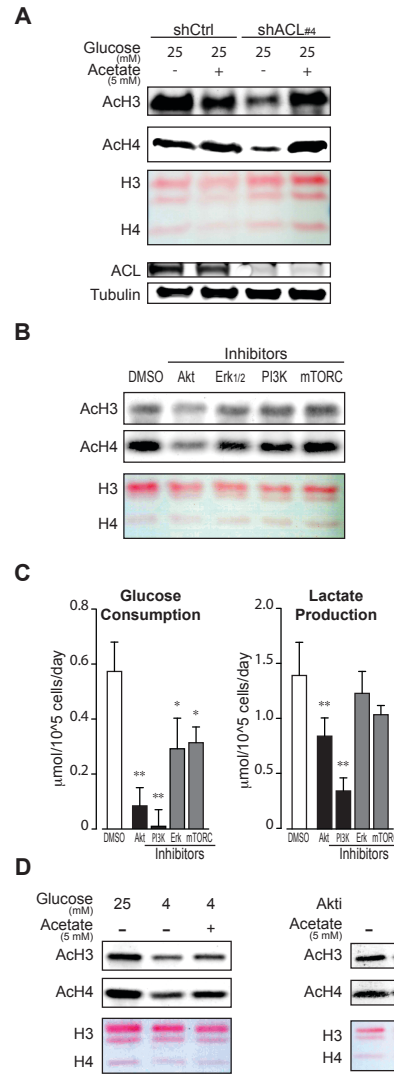 A
shCtrl shACL#4
Glucose (mM) 25 25 25 25
Acetate (5 mM) - + - +
AcH3
AcH4
H3
H4
ACL
Tubulin
B
Inhibitors
DMSO Akt Erk1/2 PI3K mTORC
AcH3
AcH4
H3
H4
C
Glucose Consumption
Lactate Production
μmol/10^5 cells/day
0.8
0.6
0.4
0.2
0
** ** * *
DMSO Akt PI3K Erk mTORC
Inhibitors
μmol/10^5 cells/day
2.0
1.5
1.0
0.5
0
** **
DMSO Akt PI3K Erk mTORC
Inhibitors
D
Glucose (mM) 25 4 4
Acetate (5 mM) - - +
AcH3
AcH4
H3
H4
Akti
Acetate (5 mM) -
AcH3
AcH4
H3
H4